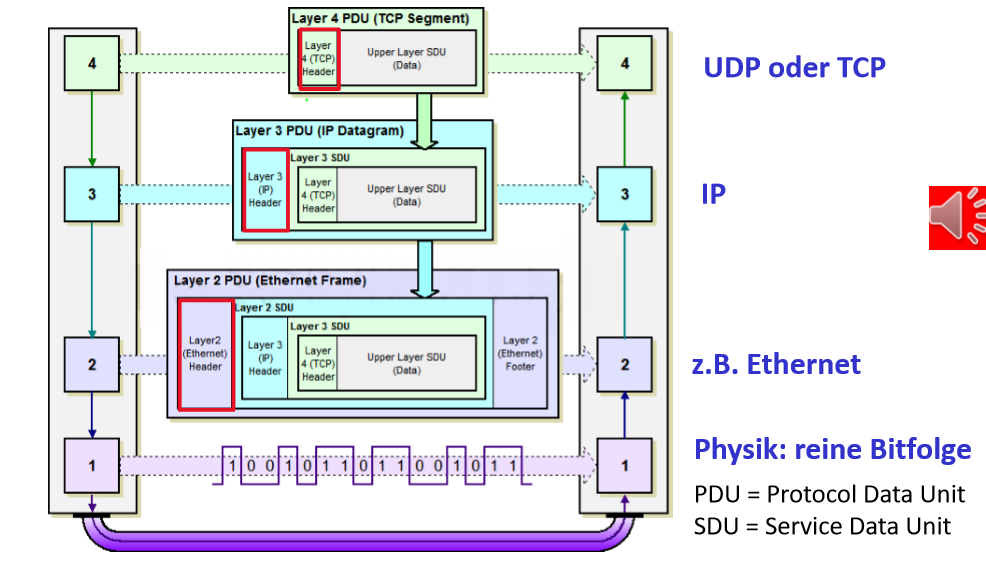 Layer 4 PDU (TCP Segment)
4
Layer
4 (TCP)
Header
Upper Layer SDU
(Data)
4
UDP oder TCP
Layer 3 PDU (IP Datagram)
Layer 3 SDU
3
Layer 3
(IP)
Header
Layer
4 (TCP)
Header
Upper Layer SDU
(Data)
3
IP
Layer 2 PDU (Ethernet Frame)
Layer 2 SDU
Layer 3 SDU
2
Layer2
(Ethernet)
Header
Layer 3
(IP)
Header
Layer
4 (TCP)
Header
Upper Layer SDU
(Data)
Layer 2
(Ethernet)
Footer
2
z.B. Ethernet
1
1 0 0 1 0 1 1 0 1 1 0 0 1 0 1 1
1
Physik: reine Bitfolge
PDU = Protocol Data Unit
SDU = Service Data Unit